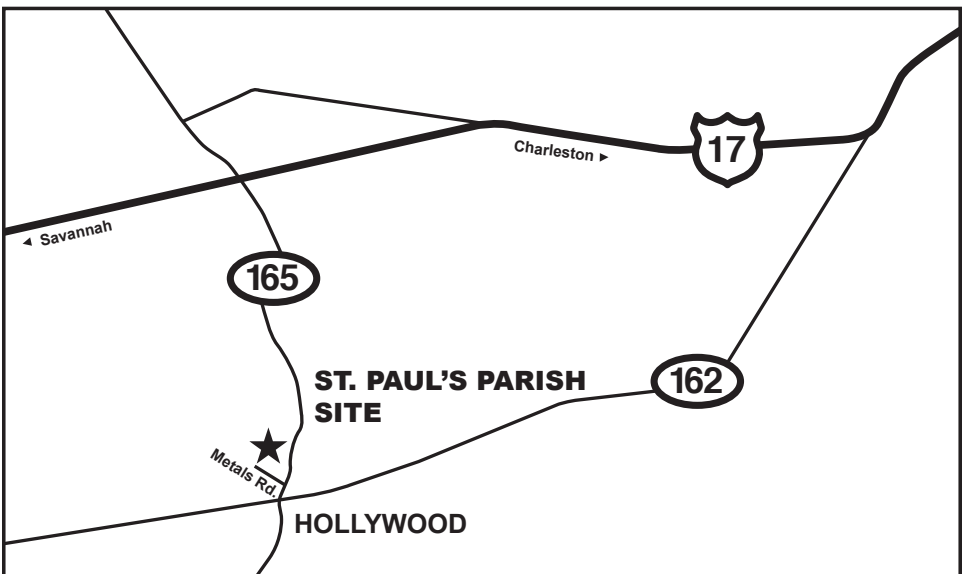 17
Charleston ►
◄ Savannah
165
ST. PAUL’S PARISH
SITE
162
Metals Rd.
HOLLYWOOD